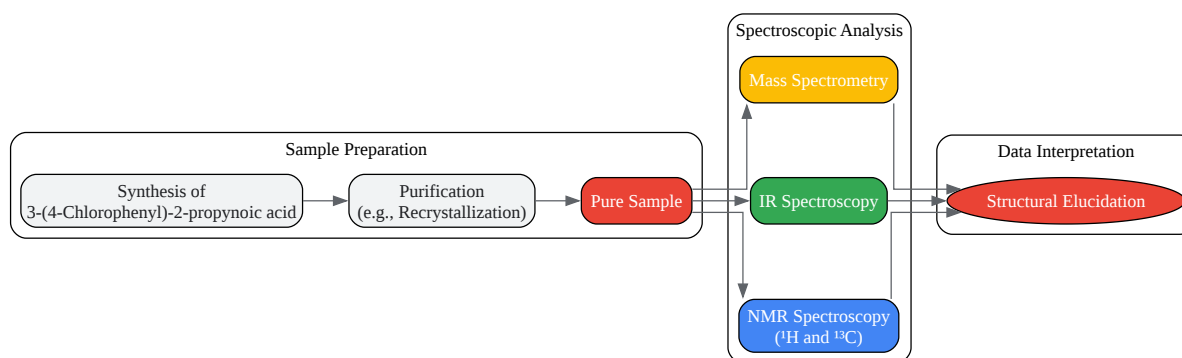 Sample Preparation
Synthesis of
3-(4-Chlorophenyl)-2-propynoic acid
Purification
(e.g., Recrystallization)
Pure Sample
Spectroscopic Analysis
Mass Spectrometry
IR Spectroscopy
NMR Spectroscopy
(¹H and ¹³C)
Data Interpretation
Structural Elucidation